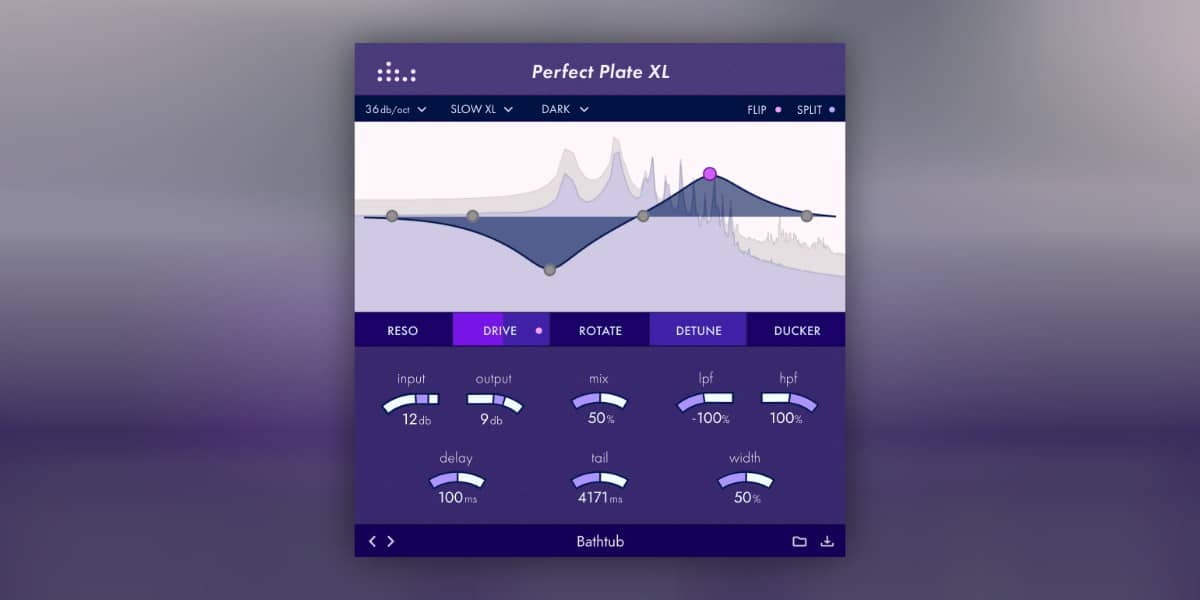 Perfect Plate XL
36db/oct SLOW XL DARK FLIP SPLIT
RESO DRIVE ROTATE DETUNE DUCKER
input output mix lpf hpf
12db 9db 50% -100% 100%
delay tail width
100ms 4171ms 50%
Bathtub